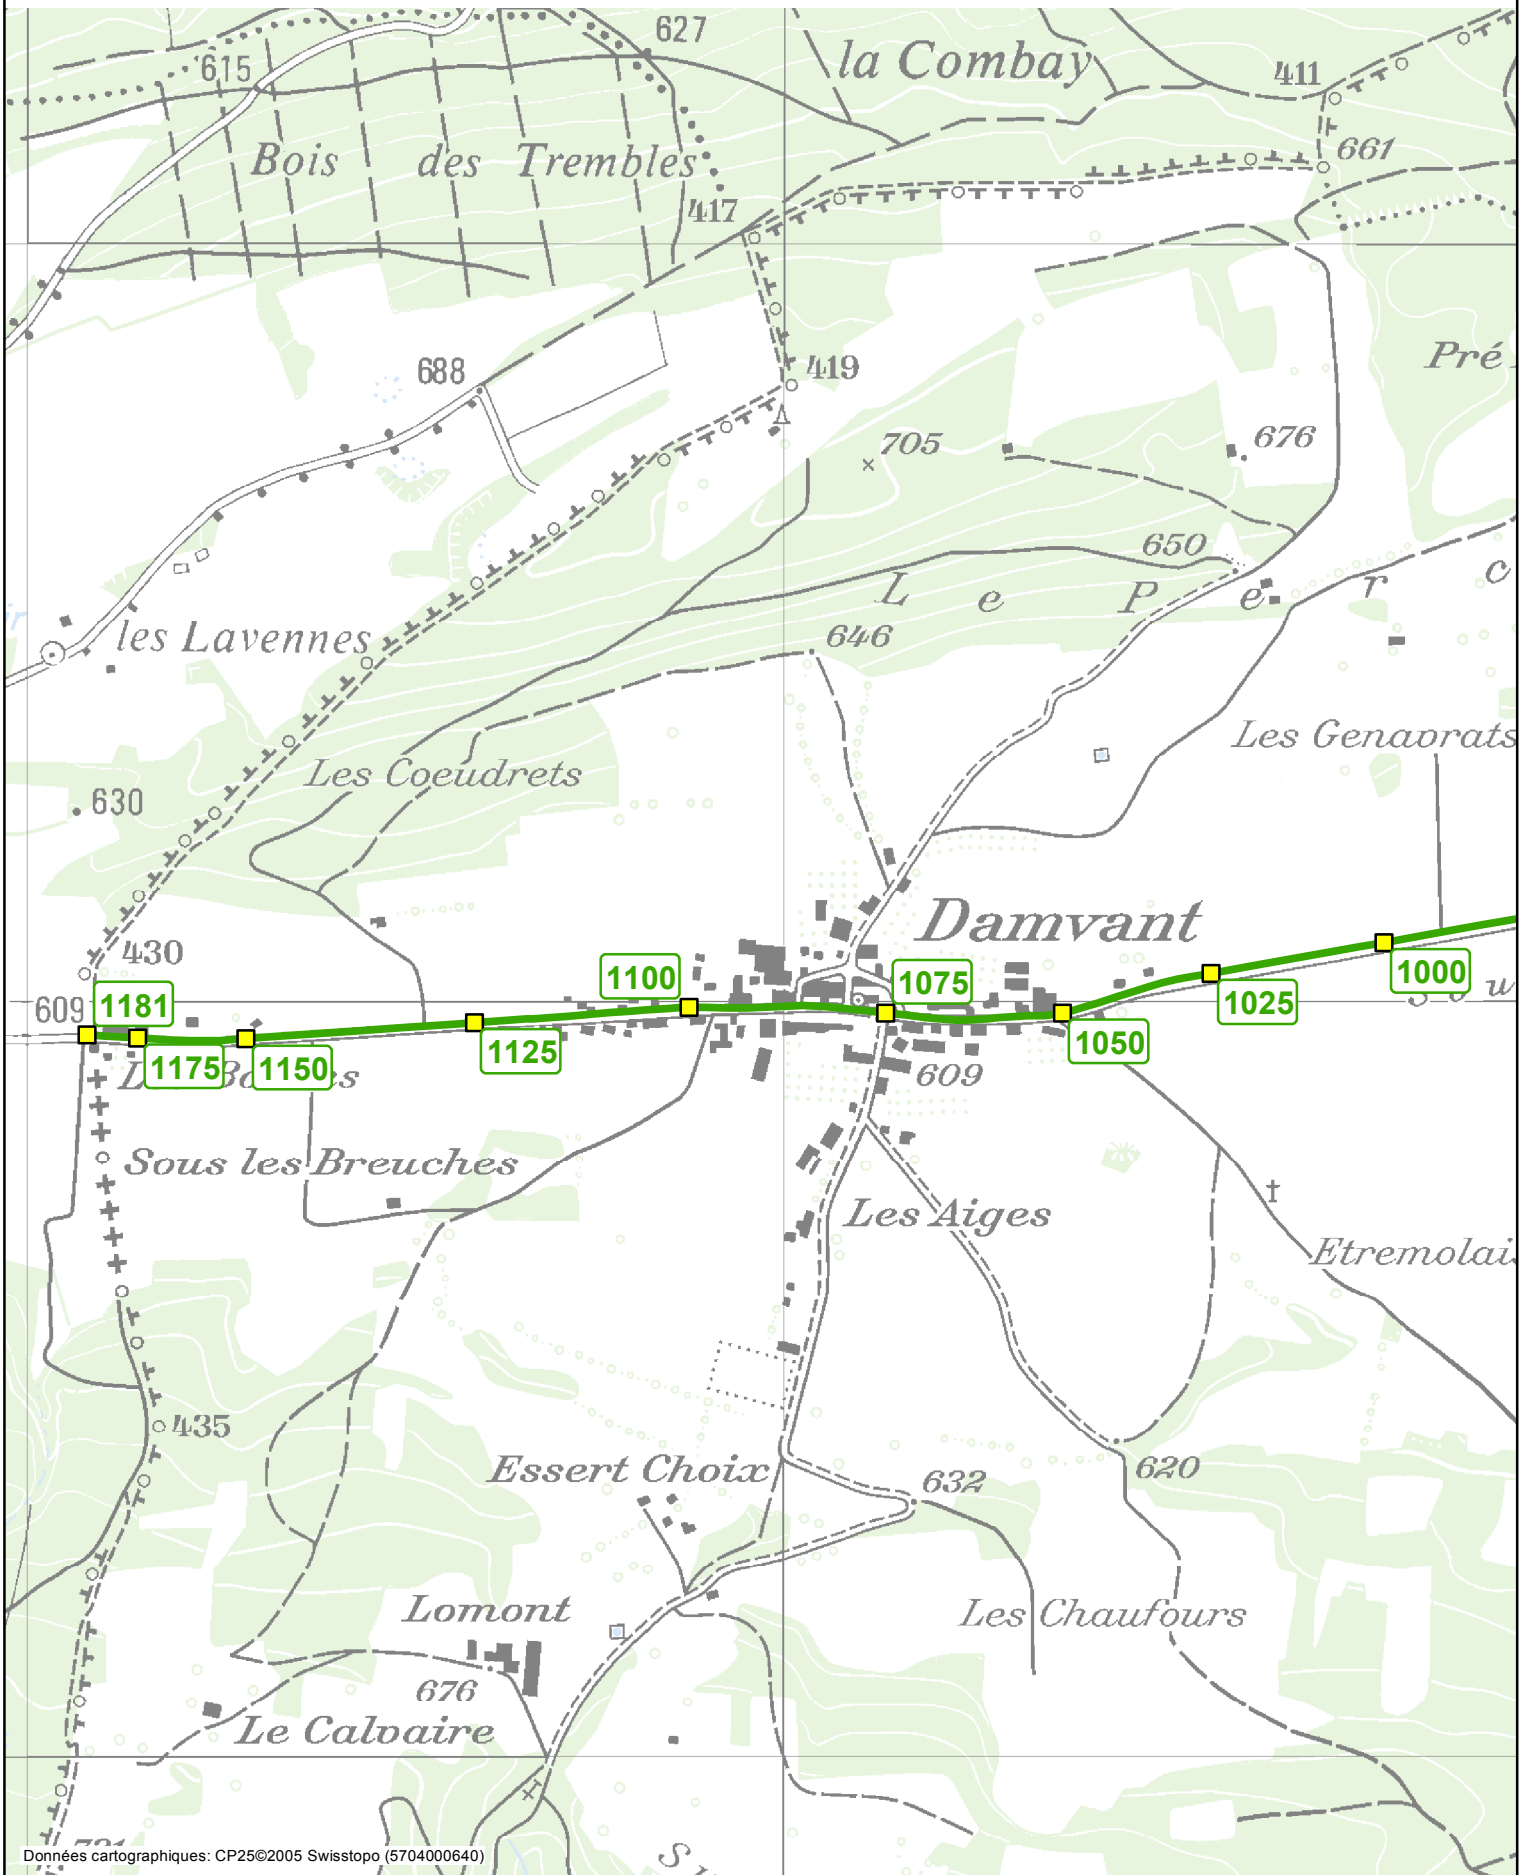 627
la Combay
615
411
Bois des Trembles
661
417
688
419
Pré
705
676
650
Le Perc
les Lavennes
646
Les Genavrats
Les Coeudrets
630
Damvant
430
1100
1075
1000
609
1181
1025
1125
1050
1175
1150
609
Sous les Breuches
Les Aiges
Etremolai
435
Essert Choix
632
620
Lomont
Les Chaufours
676
Le Calvaire
Données cartographiques: CP25©2005 Swisstopo (5704000640)